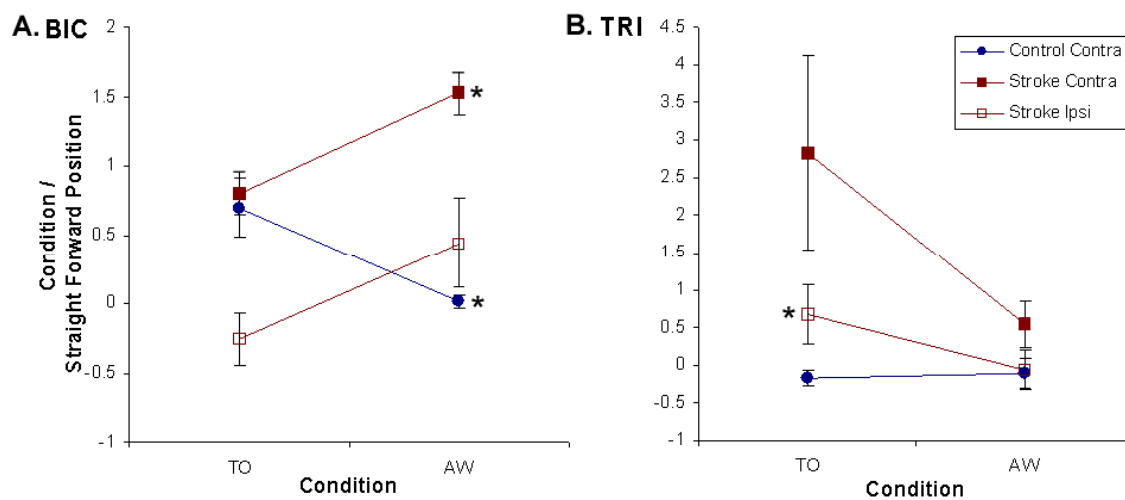 A. BIC
2
1.5
1
0.5
0
-0.5
-1
Condition /
Straight Forward Position
*
*
TO
AW
Condition
B. TRI
4.5
4
3.5
3
2.5
2
1.5
1
0.5
0
-0.5
-1
Control Contra
Stroke Contra
Stroke Ipsi
*
TO
AW
Condition